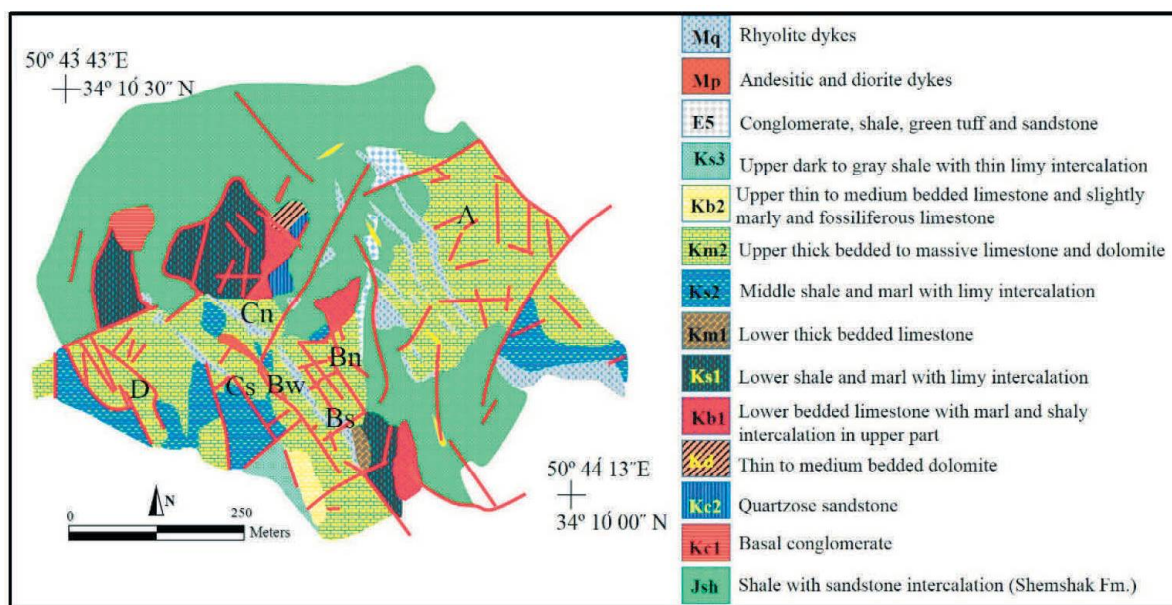 50º 43́ 43˝E
34º 10́ 30˝ N
A
Cn
Bn
D
Cs
Bw
Bs
50º 44́ 13˝E
34º 10́ 00˝ N
N
0 250
Meters
Mq Rhyolite dykes
Mp Andesitic and diorite dykes
E5 Conglomerate, shale, green tuff and sandstone
Ks3 Upper dark to gray shale with thin limy intercalation
Kb2 Upper thin to medium bedded limestone and slightly
marly and fossiliferous limestone
Km2 Upper thick bedded to massive limestone and dolomite
Ks2 Middle shale and marl with limy intercalation
Km1 Lower thick bedded limestone
Ks1 Lower shale and marl with limy intercalation
Kb1 Lower bedded limestone with marl and shaly
intercalation in upper part
Kd Thin to medium bedded dolomite
Kc2 Quartzose sandstone
Kc1 Basal conglomerate
Jsh Shale with sandstone intercalation (Shemshak Fm.)